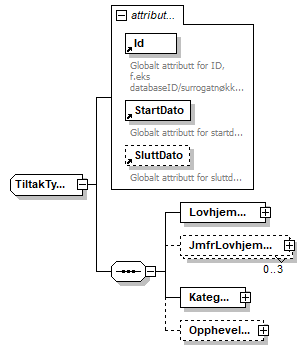 attribut...
Id
Globalt attributt for ID,
f.eks
databaseID/surrogatnøkk...
StartDato
Globalt attributt for startd...
SluttDato
Globalt attributt for sluttd...
TiltakTy...
Lovhjem...
JmfrLovhjem...
0..3
Kateg...
Opphevel...